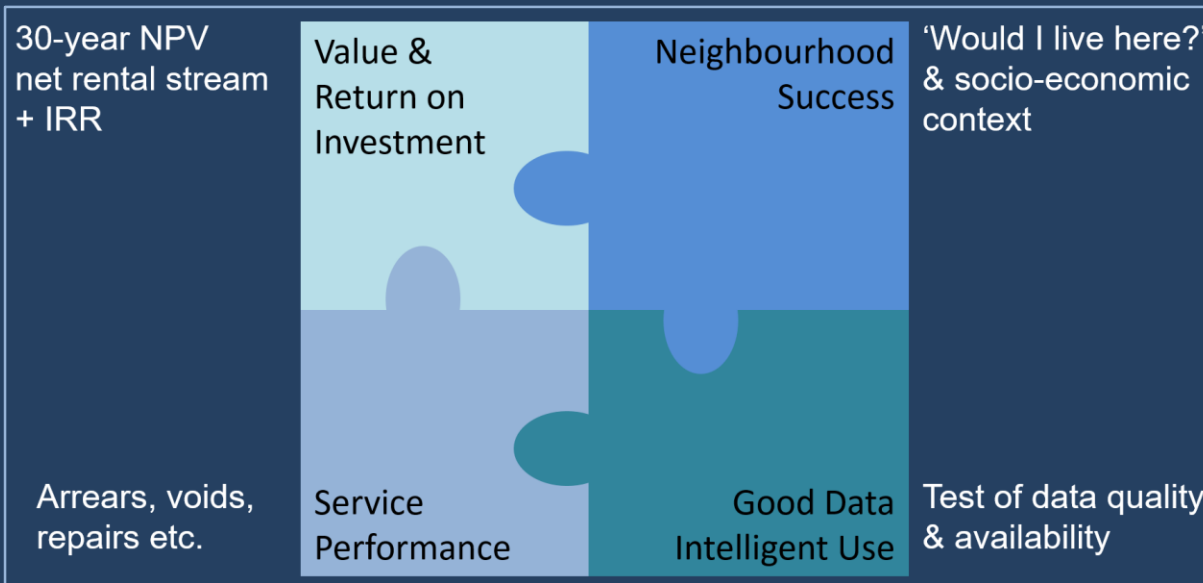 30-year NPV
net rental stream
+ IRR
Value &
Return on
Investment
Neighbourhood
Success
‘Would I live here?’
& socio-economic
context
Arrears, voids,
repairs etc.
Service
Performance
Good Data
Intelligent Use
Test of data quality
& availability